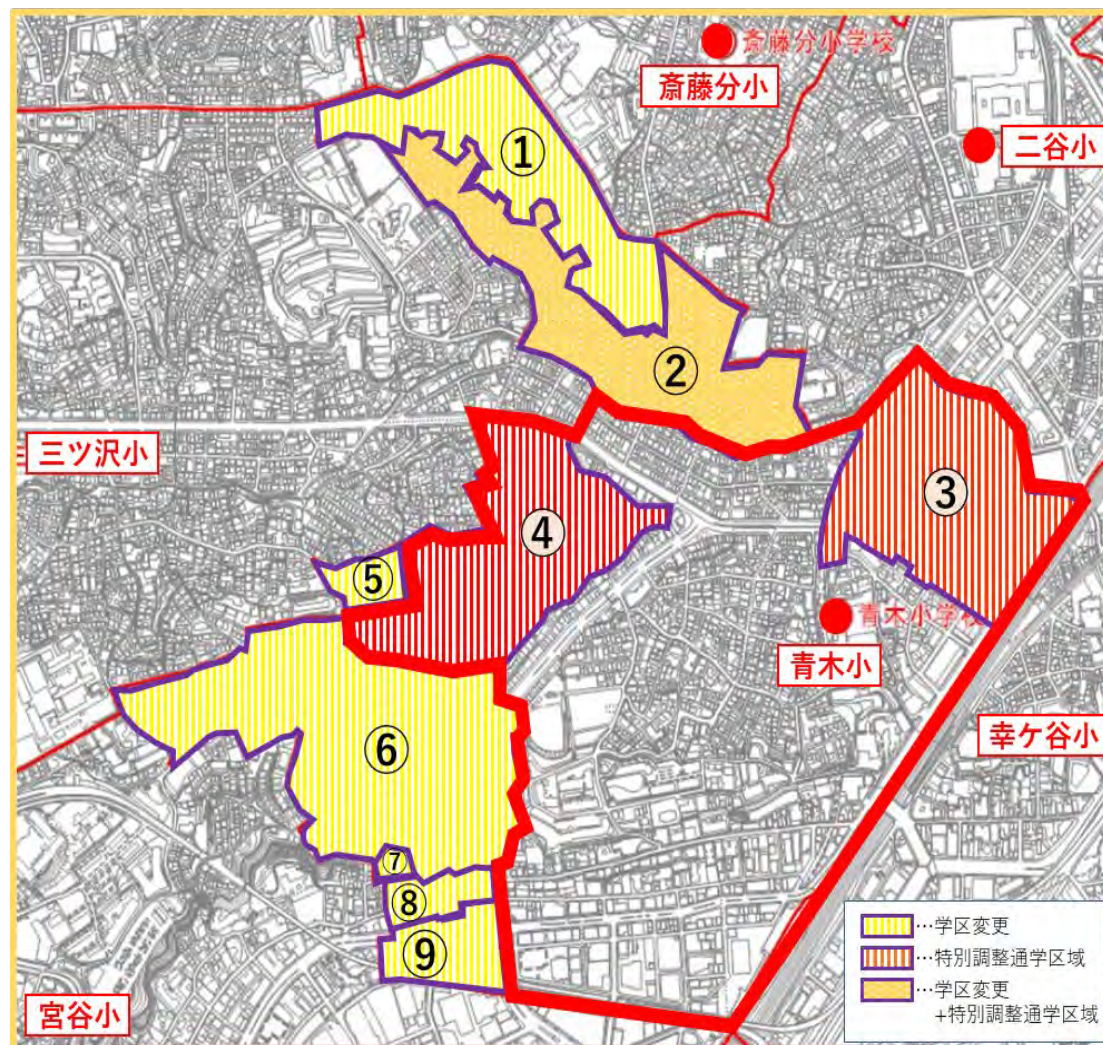 斎藤分小学校
斎藤分小
二谷小
①
②
三ツ沢小
③
④
⑤
青木小学校
青木小
幸ケ谷小
⑥
⑦
⑧
⑨
…学区変更
…特別調整通学区域
…学区変更
+特別調整通学区域
宮谷小